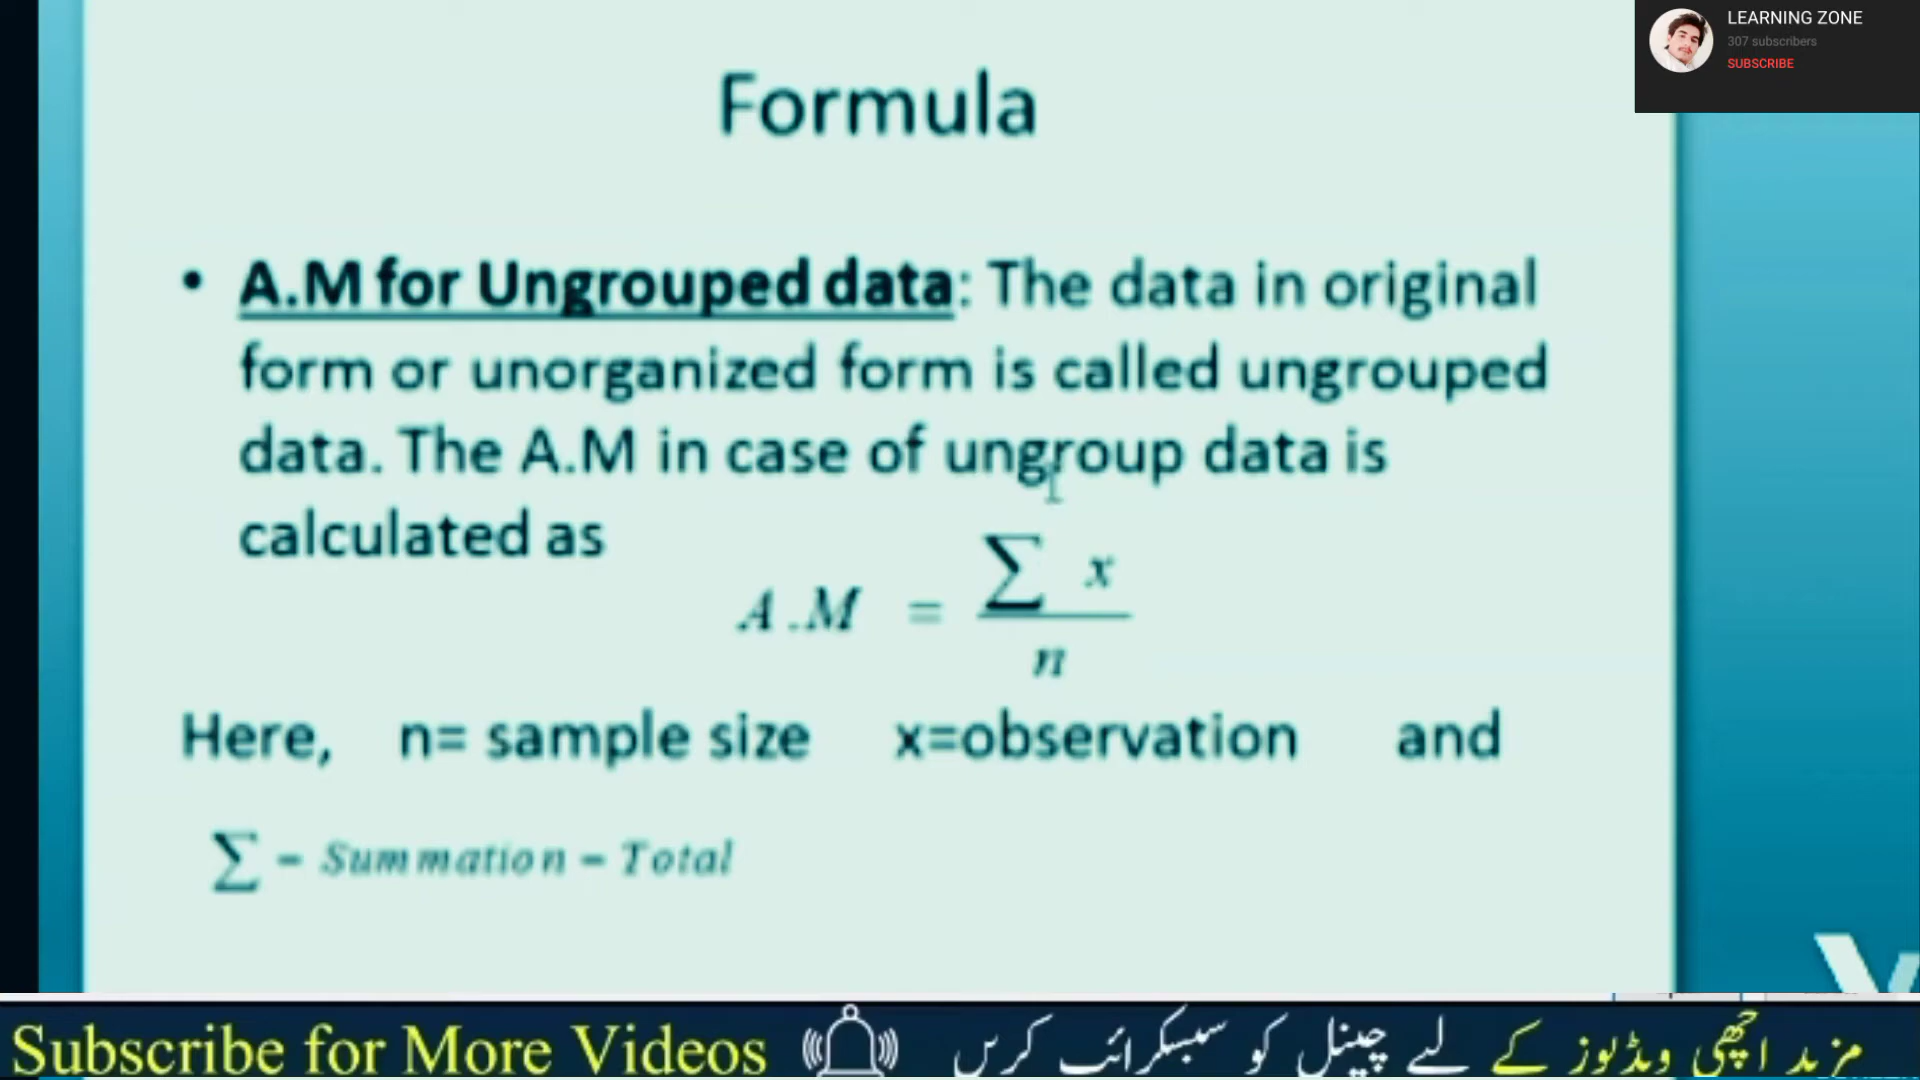 LEARNING ZONE
307 subscribers
SUBSCRIBE
Formula
• A.M for Ungrouped data: The data in original
form or unorganized form is called ungrouped
data. The A.M in case of ungroup data is
calculated as
A.M = ∑ x / n
Here, n= sample size x=observation and
∑ = Summation = Total
Subscribe for More Videos
مزید اچھی ویڈیوز کے لیے چینل کو سبسکرائب کریں